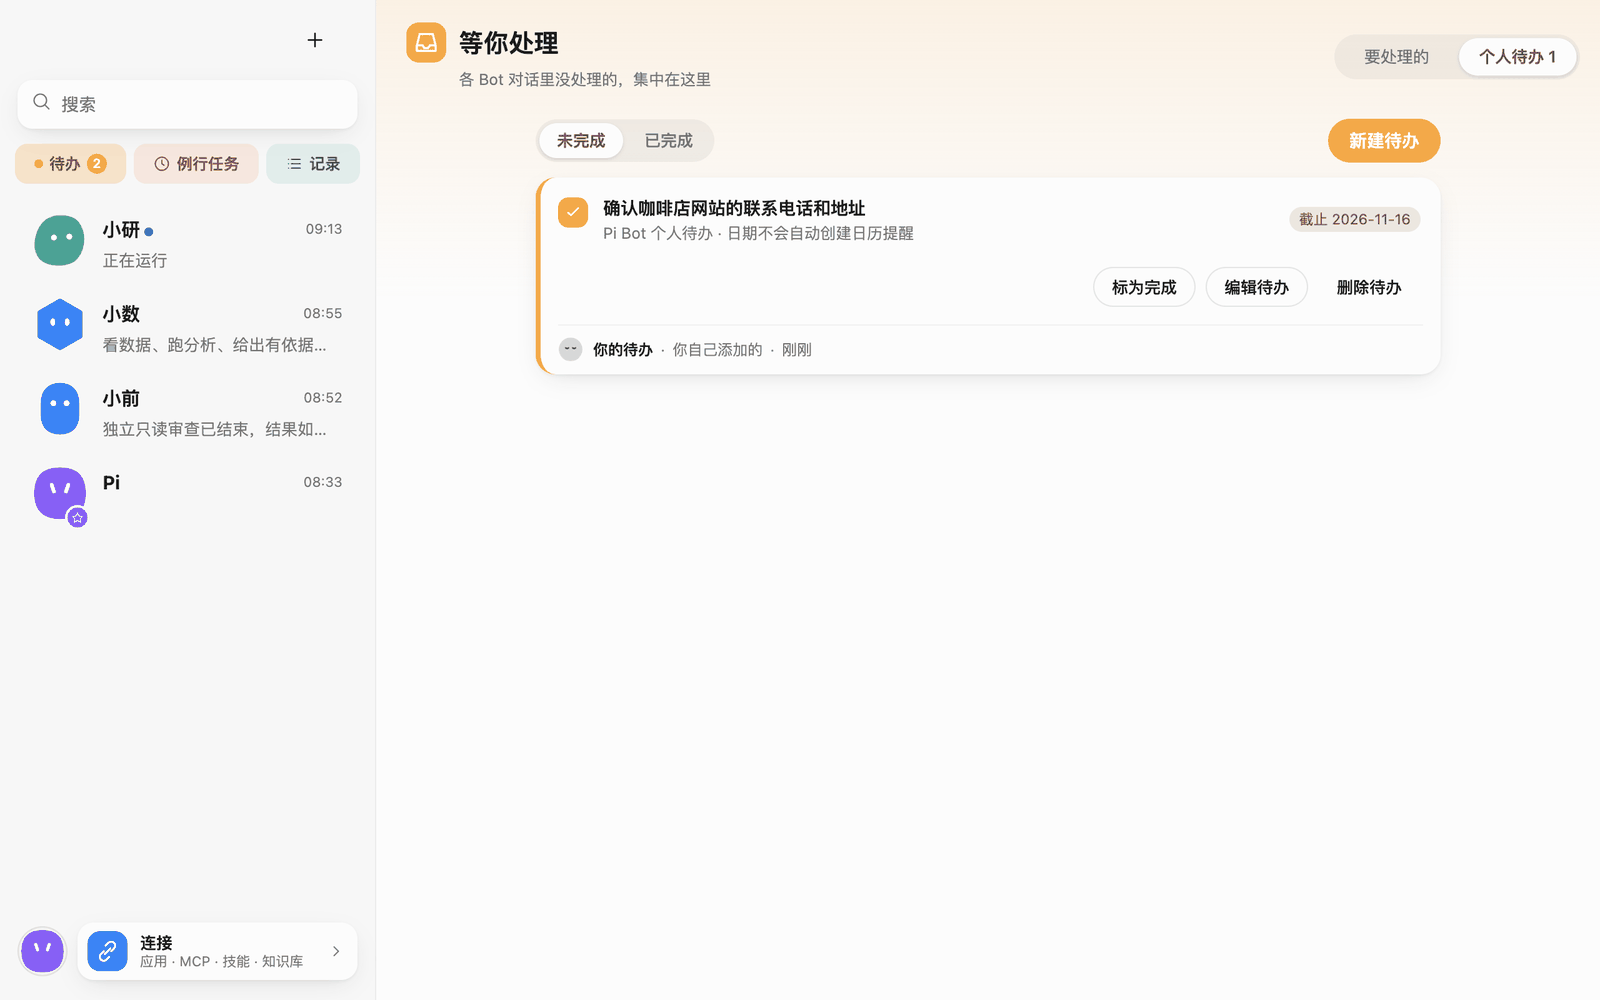 搜索
待办 2
例行任务
记录
小研
09:13
正在运行
小数
08:55
看数据、跑分析、给出有依据...
小前
08:52
独立只读审查已结束，结果如...
Pi
08:33
连接
应用 · MCP · 技能 · 知识库
等你处理
各 Bot 对话里没处理的，集中在这里
要处理的
个人待办 1
未完成
已完成
新建待办
确认咖啡店网站的联系电话和地址
Pi Bot 个人待办 · 日期不会自动创建日历提醒
截止 2026-11-16
标为完成
编辑待办
删除待办
你的待办 · 你自己添加的 · 刚刚